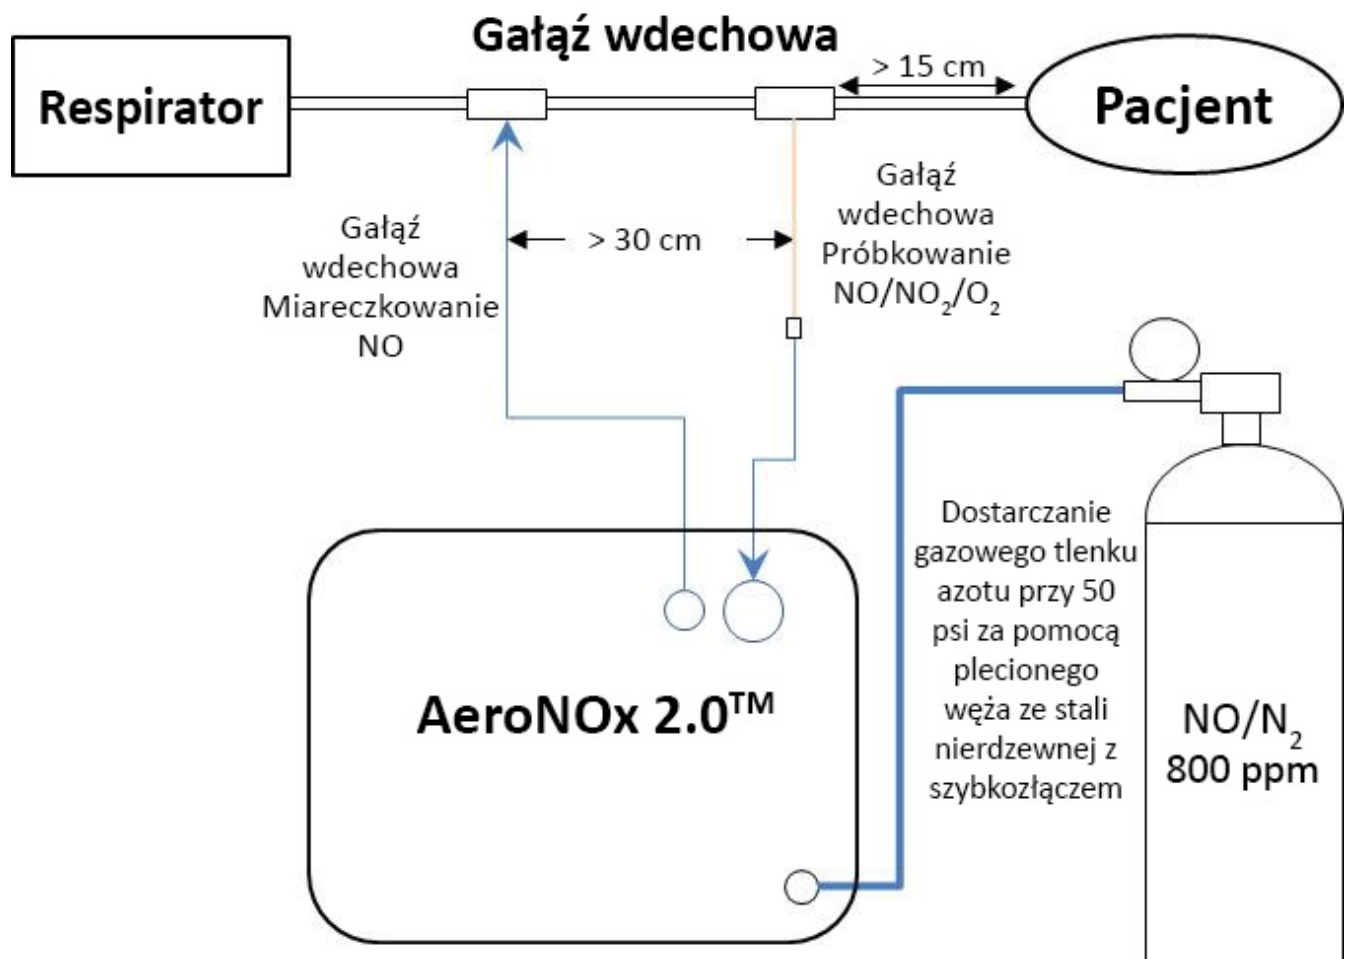 Gałąź wdechowa
Respirator
> 15 cm
Pacjent
Gałąź
wdechowa
Miareczkowanie
NO
> 30 cm
Gałąź
wdechowa
Próbkowanie
NO/NO₂/O₂
Dostarczanie
gazowego tlenku
azotu przy 50
psi za pomocą
plecionego
węża ze stali
nierdzewnej z
szybkozłączem
AeroNOx 2.0™
NO/N₂
800 ppm